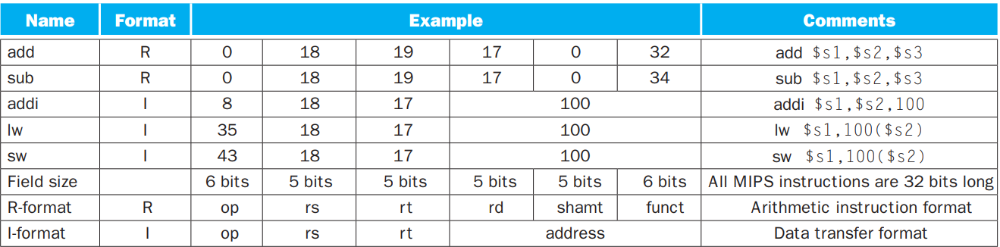 Name Format Example Comments
add R 0 18 19 17 0 32 add $s1,$s2,$s3
sub R 0 18 19 17 0 34 sub $s1,$s2,$s3
addi I 8 18 17 100 addi $s1,$s2,100
lw I 35 18 17 100 lw $s1,100($s2)
sw I 43 18 17 100 sw $s1,100($s2)
Field size 6 bits 5 bits 5 bits 5 bits 5 bits 6 bits All MIPS instructions are 32 bits long
R-format R op rs rt rd shamt funct Arithmetic instruction format
I-format I op rs rt address Data transfer format